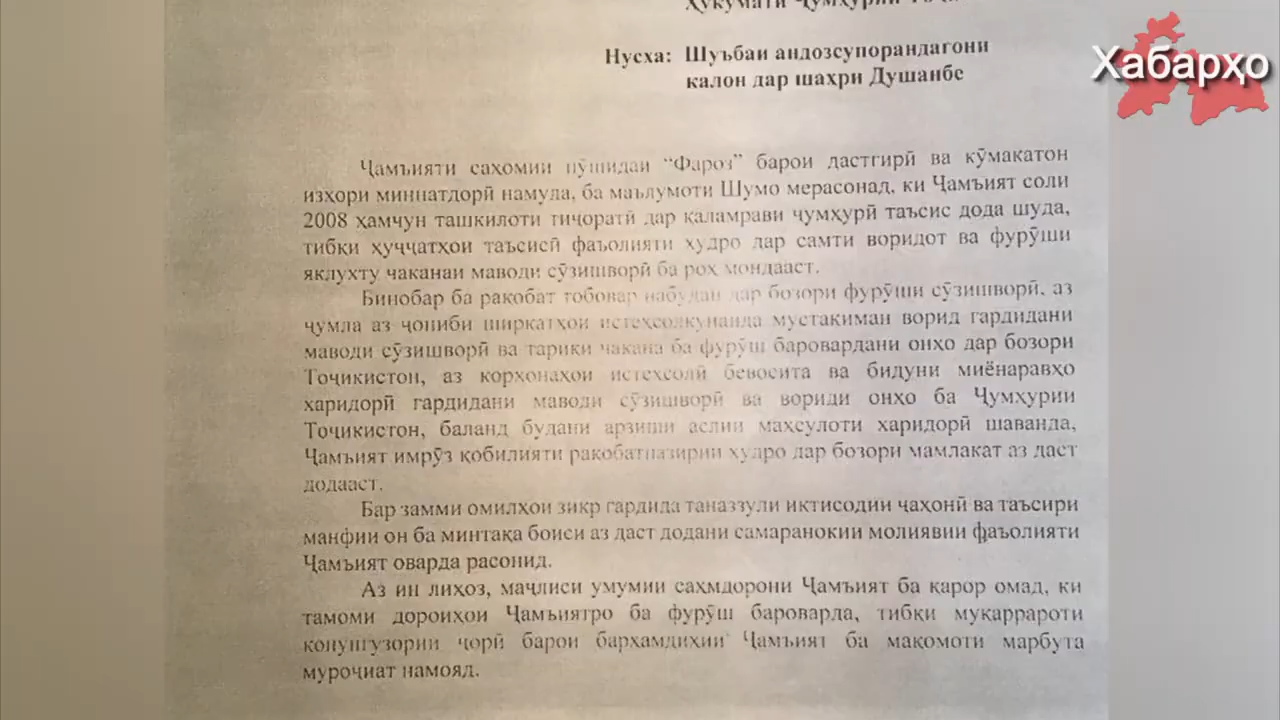 Ҳукумати Ҷумҳурии
Нусха: Шуъбаи андозсупорандагони
калон дар шаҳри Душанбе
Хабарҳо
Ҷамъияти саҳомии пӯшидаи “Фароз” барои дастгирӣ ва кӯмакатон
изҳори миннатдорӣ намуда, ба маълумоти Шумо мерасонад, ки Ҷамъият соли
2008 ҳамчун ташкилоти тиҷоратӣ дар қаламрави ҷумҳурӣ таъсис дода шуда,
тибқи ҳуҷҷатҳои таъсисӣ фаъолияти худро дар самти воридот ва фурӯши
яклухту чаканаи маводи сӯзишворӣ ба роҳ мондааст.
Бинобар ба рақобат тобовар набудан дар бозори фурӯши сӯзишворӣ, аз
ҷумла аз ҷониби ширкатҳои истеҳсолкунанда мустақиман ворид гардидани
маводи сӯзишворӣ ва тариқи чакана ба фурӯш баровардани онҳо дар бозори
Тоҷикистон, аз корхонаҳои истеҳсолӣ бевосита ва бидуни миёнаравҳо
харидорӣ гардидани маводи сӯзишворӣ ва вориди онҳо ба Ҷумҳурии
Тоҷикистон, баланд будани арзиши аслии маҳсулоти харидорӣ шаванда,
Ҷамъият имрӯз қобилияти рақобатпазирии худро дар бозори мамлакат аз даст
додааст.
Бар замми омилҳои зикр гардида таназзули иқтисодии ҷаҳонӣ ва таъсири
манфии он ба минтақа боиси аз даст додани самаранокии молиявии фаъолияти
Ҷамъият оварда расонид.
Аз ин лиҳоз, маҷлиси умумии саҳмдорони Ҷамъият ба қарор омад, ки
тамоми дороиҳои Ҷамъиятро ба фурӯш бароварда, тибқи муқаррароти
қонунгузории ҷорӣ барои барҳамдиҳии Ҷамъият ба мақомоти марбута
муроҷиат намояд.